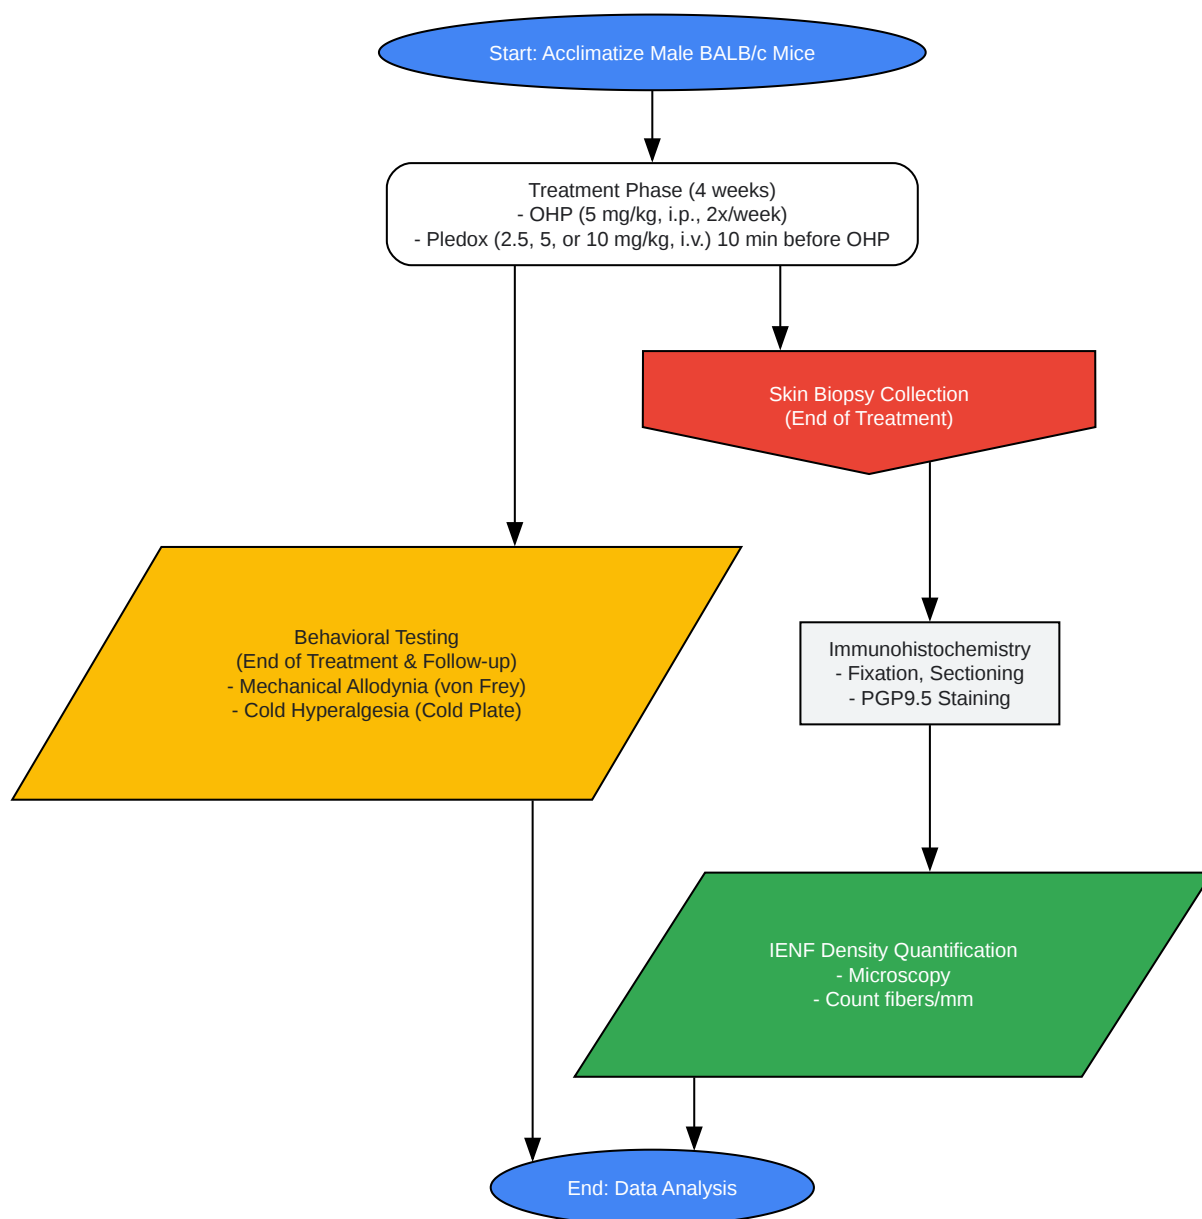 Start: Acclimatize Male BALB/c Mice
Treatment Phase (4 weeks)
- OHP (5 mg/kg, i.p., 2x/week)
- Pledox (2.5, 5, or 10 mg/kg, i.v.) 10 min before OHP
Skin Biopsy Collection
(End of Treatment)
Behavioral Testing
(End of Treatment & Follow-up)
- Mechanical Allodynia (von Frey)
- Cold Hyperalgesia (Cold Plate)
Immunohistochemistry
- Fixation, Sectioning
- PGP9.5 Staining
IENF Density Quantification
- Microscopy
- Count fibers/mm
End: Data Analysis